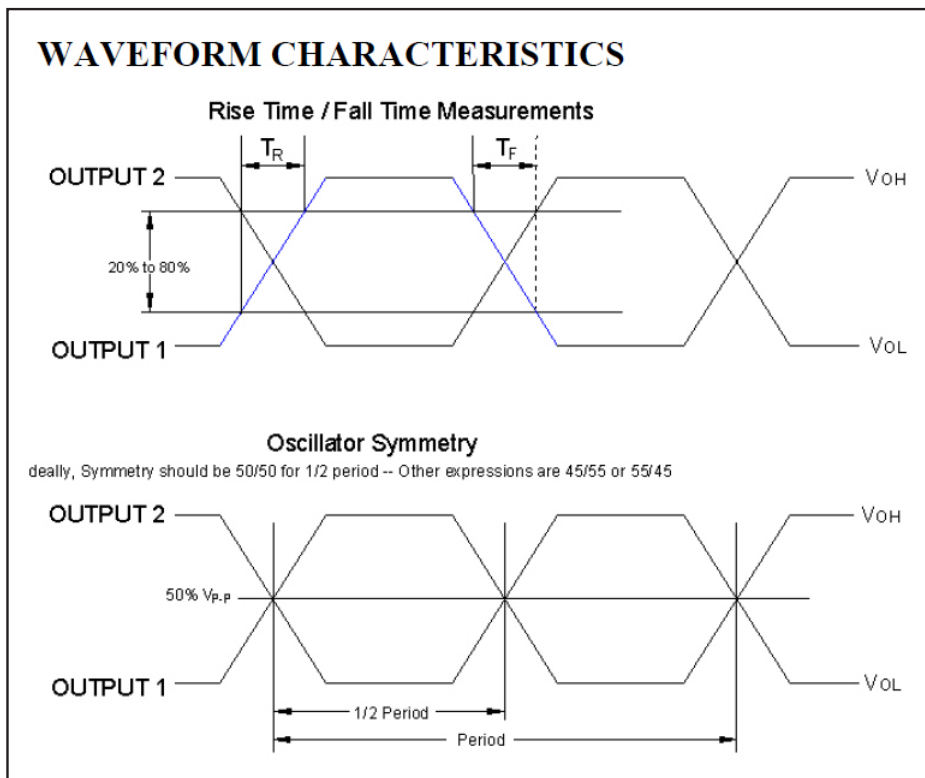 WAVEFORM CHARACTERISTICS
Rise Time / Fall Time Measurements
TR
TF
OUTPUT 2
VOH
20% to 80%
OUTPUT 1
VOL
Oscillator Symmetry
deally, Symmetry should be 50/50 for 1/2 period -- Other expressions are 45/55 or 55/45
OUTPUT 2
VOH
50% VP-P
OUTPUT 1
VOL
1/2 Period
Period